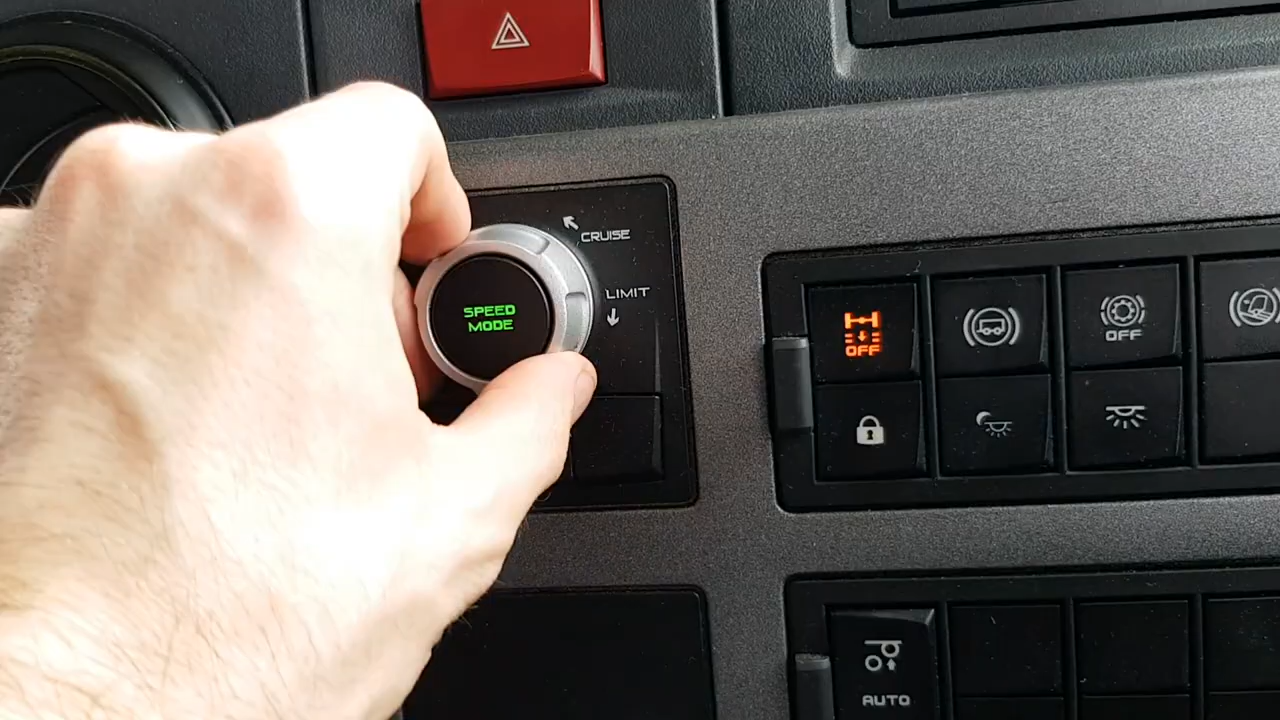 CRUISE
LIMIT
SPEED
MODE
OFF
OFF
AUTO